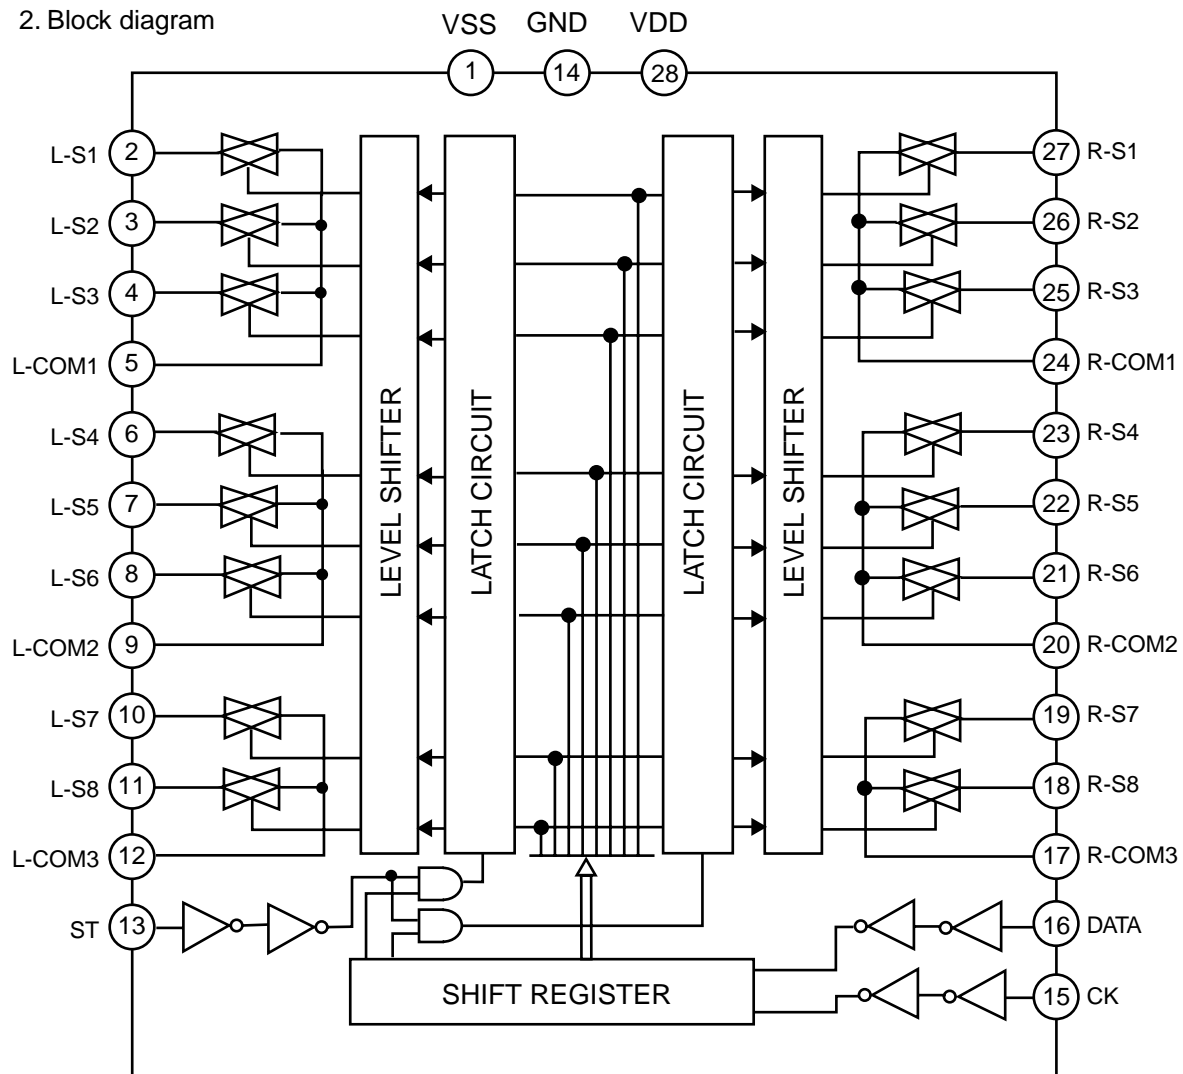 2. Block diagram
VSS GND VDD
1 14 28
L-S1 2 27 R-S1
L-S2 3 26 R-S2
L-S3 4 25 R-S3
L-COM1 5 24 R-COM1
L-S4 6 23 R-S4
L-S5 7 22 R-S5
L-S6 8 21 R-S6
L-COM2 9 20 R-COM2
L-S7 10 19 R-S7
L-S8 11 18 R-S8
L-COM3 12 17 R-COM3
ST 13 16 DATA
15 CK
LEVEL SHIFTER
LATCH CIRCUIT
LATCH CIRCUIT
LEVEL SHIFTER
SHIFT REGISTER